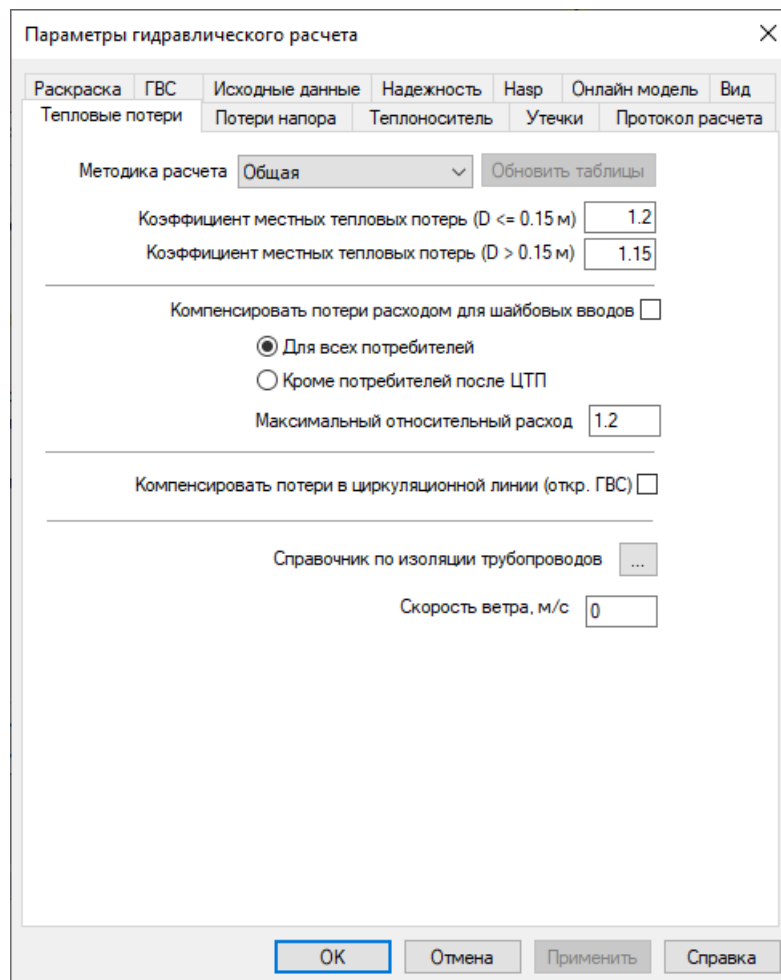 Параметры гидравлического расчета
Раскраска ГВС Исходные данные Надежность Hasp Онлайн модель Вид
Тепловые потери Потери напора Теплоноситель Утечки Протокол расчета
Методика расчета Общая Обновить таблицы
Коэффициент местных тепловых потерь (D <= 0.15 м) 1.2
Коэффициент местных тепловых потерь (D > 0.15 м) 1.15
Компенсировать потери расходом для шайбовых вводов
Для всех потребителей
Кроме потребителей после ЦТП
Максимальный относительный расход 1.2
Компенсировать потери в циркуляционной линии (откр. ГВС)
Справочник по изоляции трубопроводов ...
Скорость ветра, м/с 0
OK Отмена Применить Справка